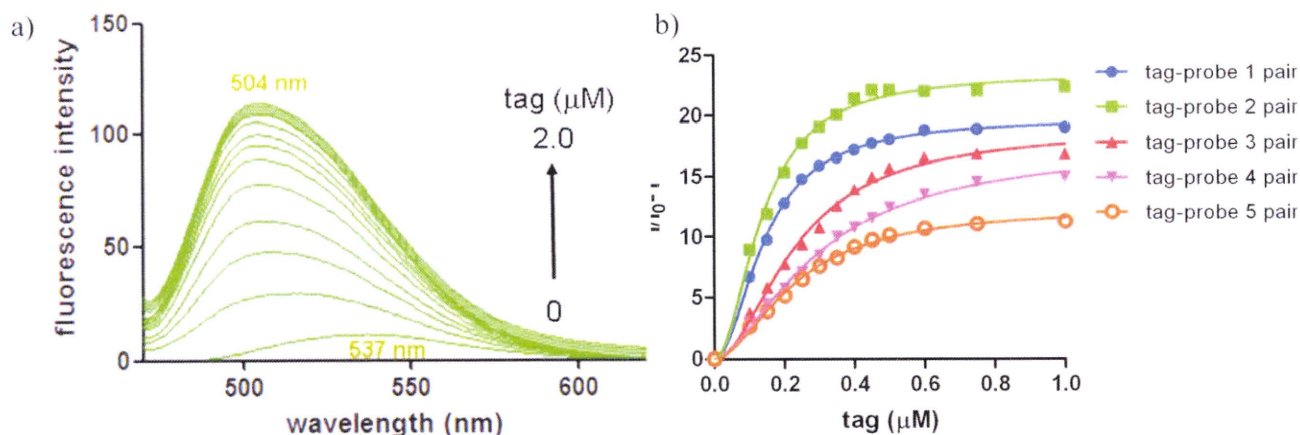 a)
fluorescence intensity
150
100
50
0
504 nm
537 nm
tag (μM)
2.0
0
500
550
600
wavelength (nm)
b)
25
20
15
10
5
0
0.0
0.2
0.4
0.6
0.8
1.0
tag (μM)
tag-probe 1 pair
tag-probe 2 pair
tag-probe 3 pair
tag-probe 4 pair
tag-probe 5 pair